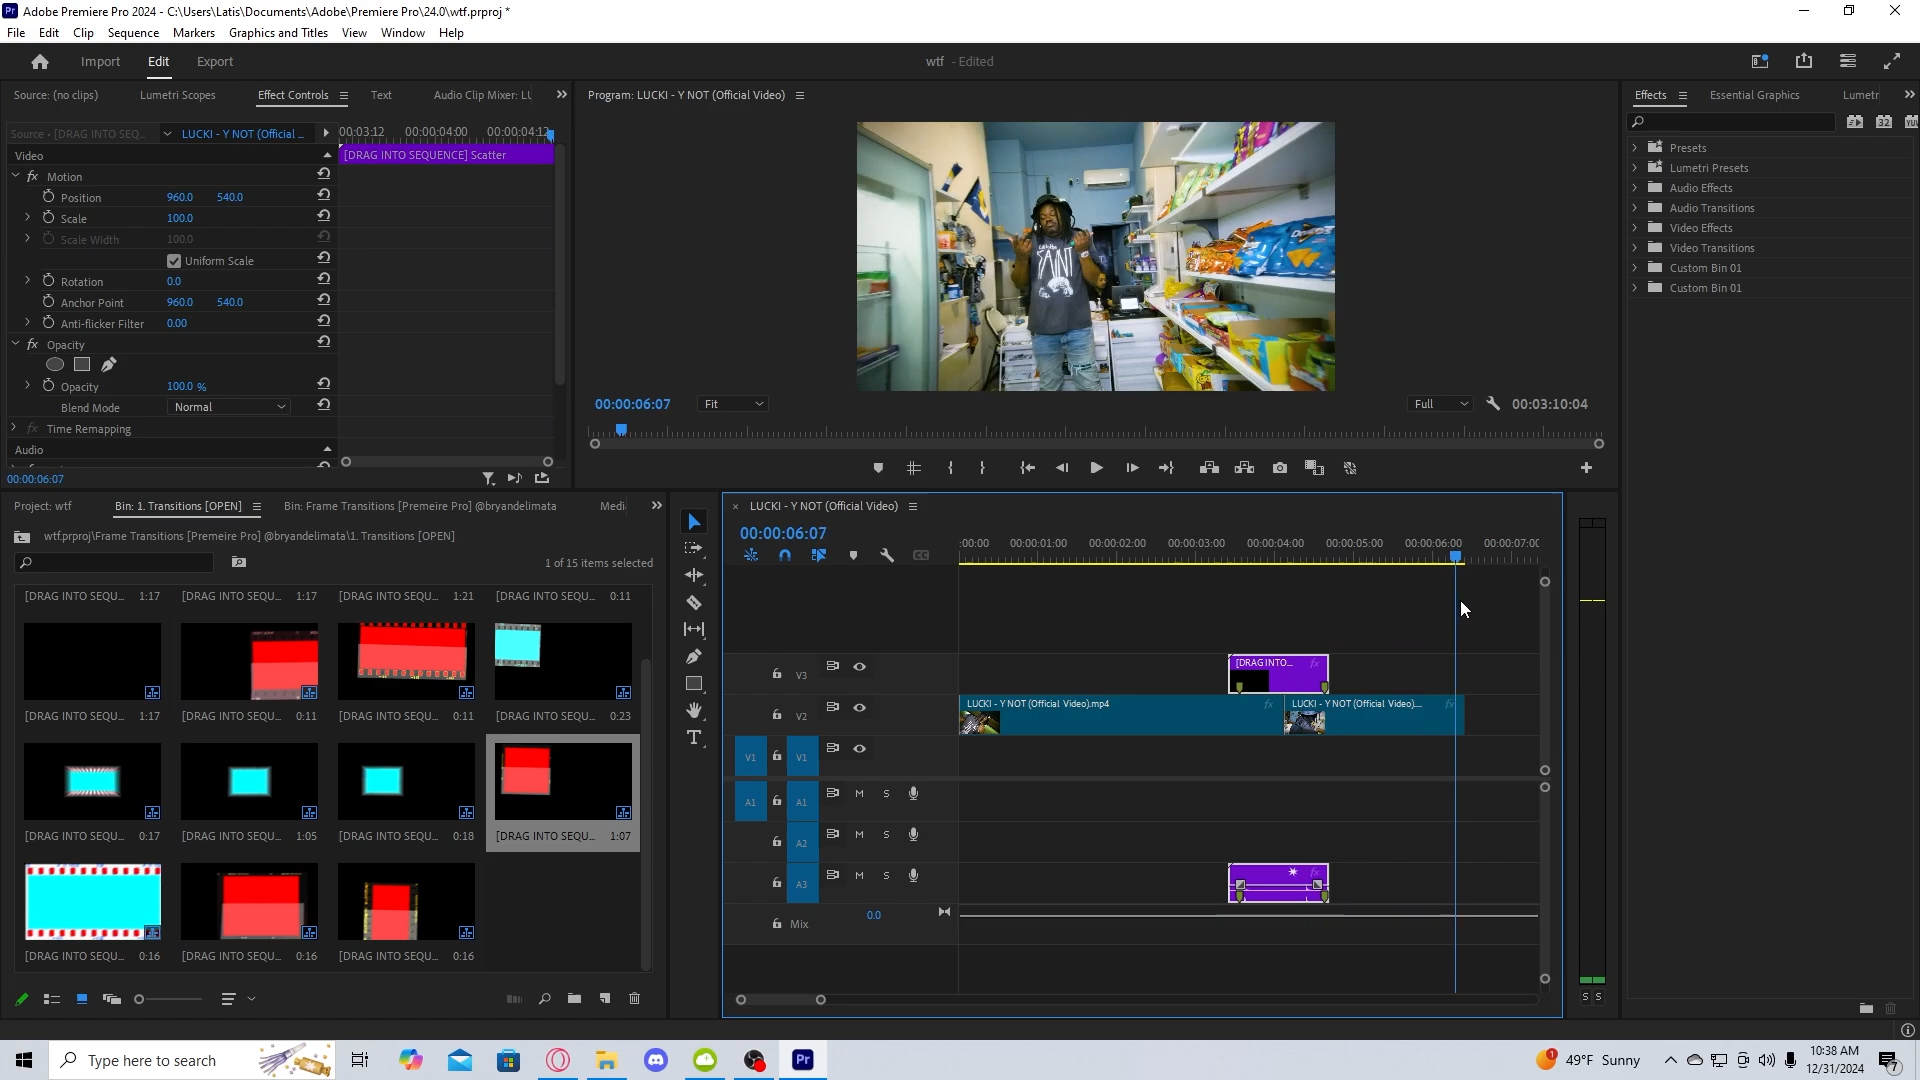 Adobe Premiere Pro 2024 - C:\Users\Latis\Documents\Adobe\Premiere Pro\24.0\wtf.prproj *
File Edit Clip Sequence Markers Graphics and Titles View Window Help
Import Edit Export
wtf - Edited
Source: (no clips) Lumetri Scopes Effect Controls Text Audio Clip Mixer: LU
Source - [DRAG INTO SEQ... LUCKI - Y NOT (Official ...
00:03:12 00:00:04:00 00:00:04:12
Video
[DRAG INTO SEQUENCE] Scatter
fx Motion
Position 960.0 540.0
Scale 100.0
Scale Width 100.0
Uniform Scale
Rotation 0.0
Anchor Point 960.0 540.0
Anti-flicker Filter 0.00
fx Opacity
Opacity 100.0 %
Blend Mode Normal
fx Time Remapping
Audio
00:00:06:07
Program: LUCKI - Y NOT (Official Video)
SAINT
Doritos
00:00:06:07 Fit Full 00:03:10:04
Effects Essential Graphics Lumetr
32
Presets
Lumetri Presets
Audio Effects
Audio Transitions
Video Effects
Video Transitions
Custom Bin 01
Custom Bin 01
Project: wtf Bin: 1. Transitions [OPEN] Bin: Frame Transitions [Premeire Pro] @bryandelimata Medi
wtf.prproj\Frame Transitions [Premeire Pro] @bryandelimata\1. Transitions [OPEN]
1 of 15 items selected
[DRAG INTO SEQU... 1:17 [DRAG INTO SEQU... 1:17 [DRAG INTO SEQU... 1:21 [DRAG INTO SEQU... 0:11
[DRAG INTO SEQU... 1:17 [DRAG INTO SEQU... 0:11 [DRAG INTO SEQU... 0:11 [DRAG INTO SEQU... 0:23
[DRAG INTO SEQU... 0:17 [DRAG INTO SEQU... 1:05 [DRAG INTO SEQU... 0:18 [DRAG INTO SEQU... 1:07
[DRAG INTO SEQU... 0:16 [DRAG INTO SEQU... 0:16 [DRAG INTO SEQU... 0:16
LUCKI - Y NOT (Official Video)
00:00:06:07
:00:00 00:00:01:00 00:00:02:00 00:00:03:00 00:00:04:00 00:00:05:00 00:00:06:00 00:00:07:00
V3 [DRAG INTO... fx
V2 LUCKI - Y NOT (Official Video).mp4 fx LUCKI - Y NOT (Official Video).... fx
V1 V1
A1 A1 M S
A2 M S
A3 M S fx
Mix 0.0
S S
Type here to search
Pr
49°F Sunny
10:38 AM
12/31/2024
7